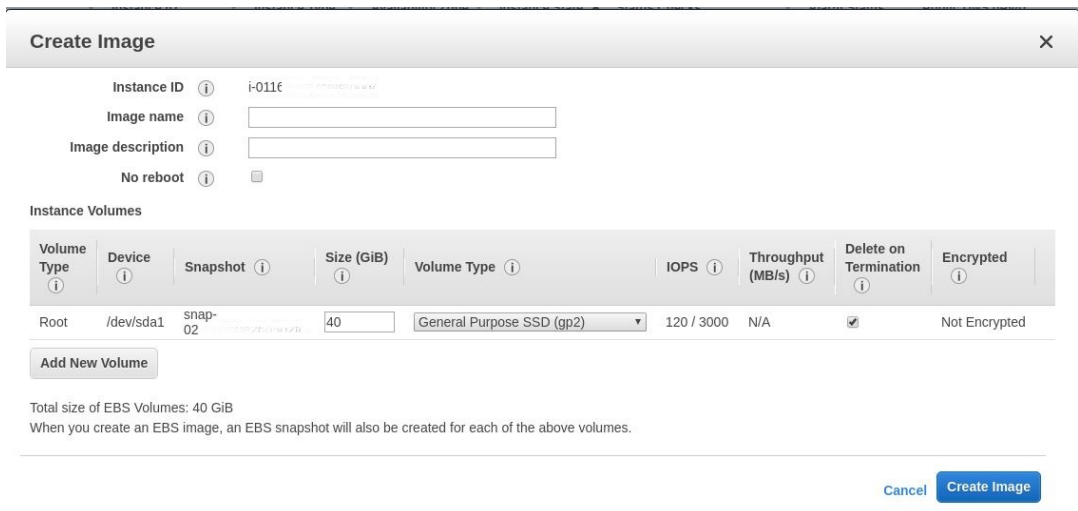 Create Image
Instance ID i-0116
Image name
Image description
No reboot
Instance Volumes
Volume Type Device Snapshot Size (GiB) Volume Type IOPS Throughput (MB/s) Delete on Termination Encrypted
Root /dev/sda1 snap-02 40 General Purpose SSD (gp2) 120 / 3000 N/A Not Encrypted
Add New Volume
Total size of EBS Volumes: 40 GiB
When you create an EBS image, an EBS snapshot will also be created for each of the above volumes.
Cancel Create Image